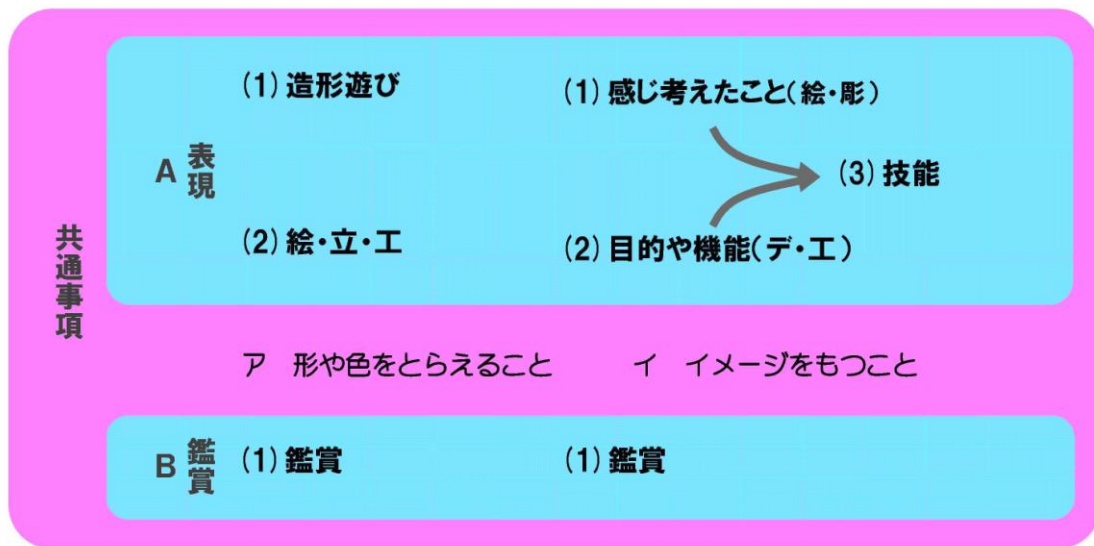 共通事項
A 表現
(1) 造形遊び
(1) 感じ考えたこと(絵・彫)
(3) 技能
(2) 絵・立・工
(2) 目的や機能(デ・工)
ア 形や色をとらえること
イ イメージをもつこと
B 鑑賞
(1) 鑑賞
(1) 鑑賞